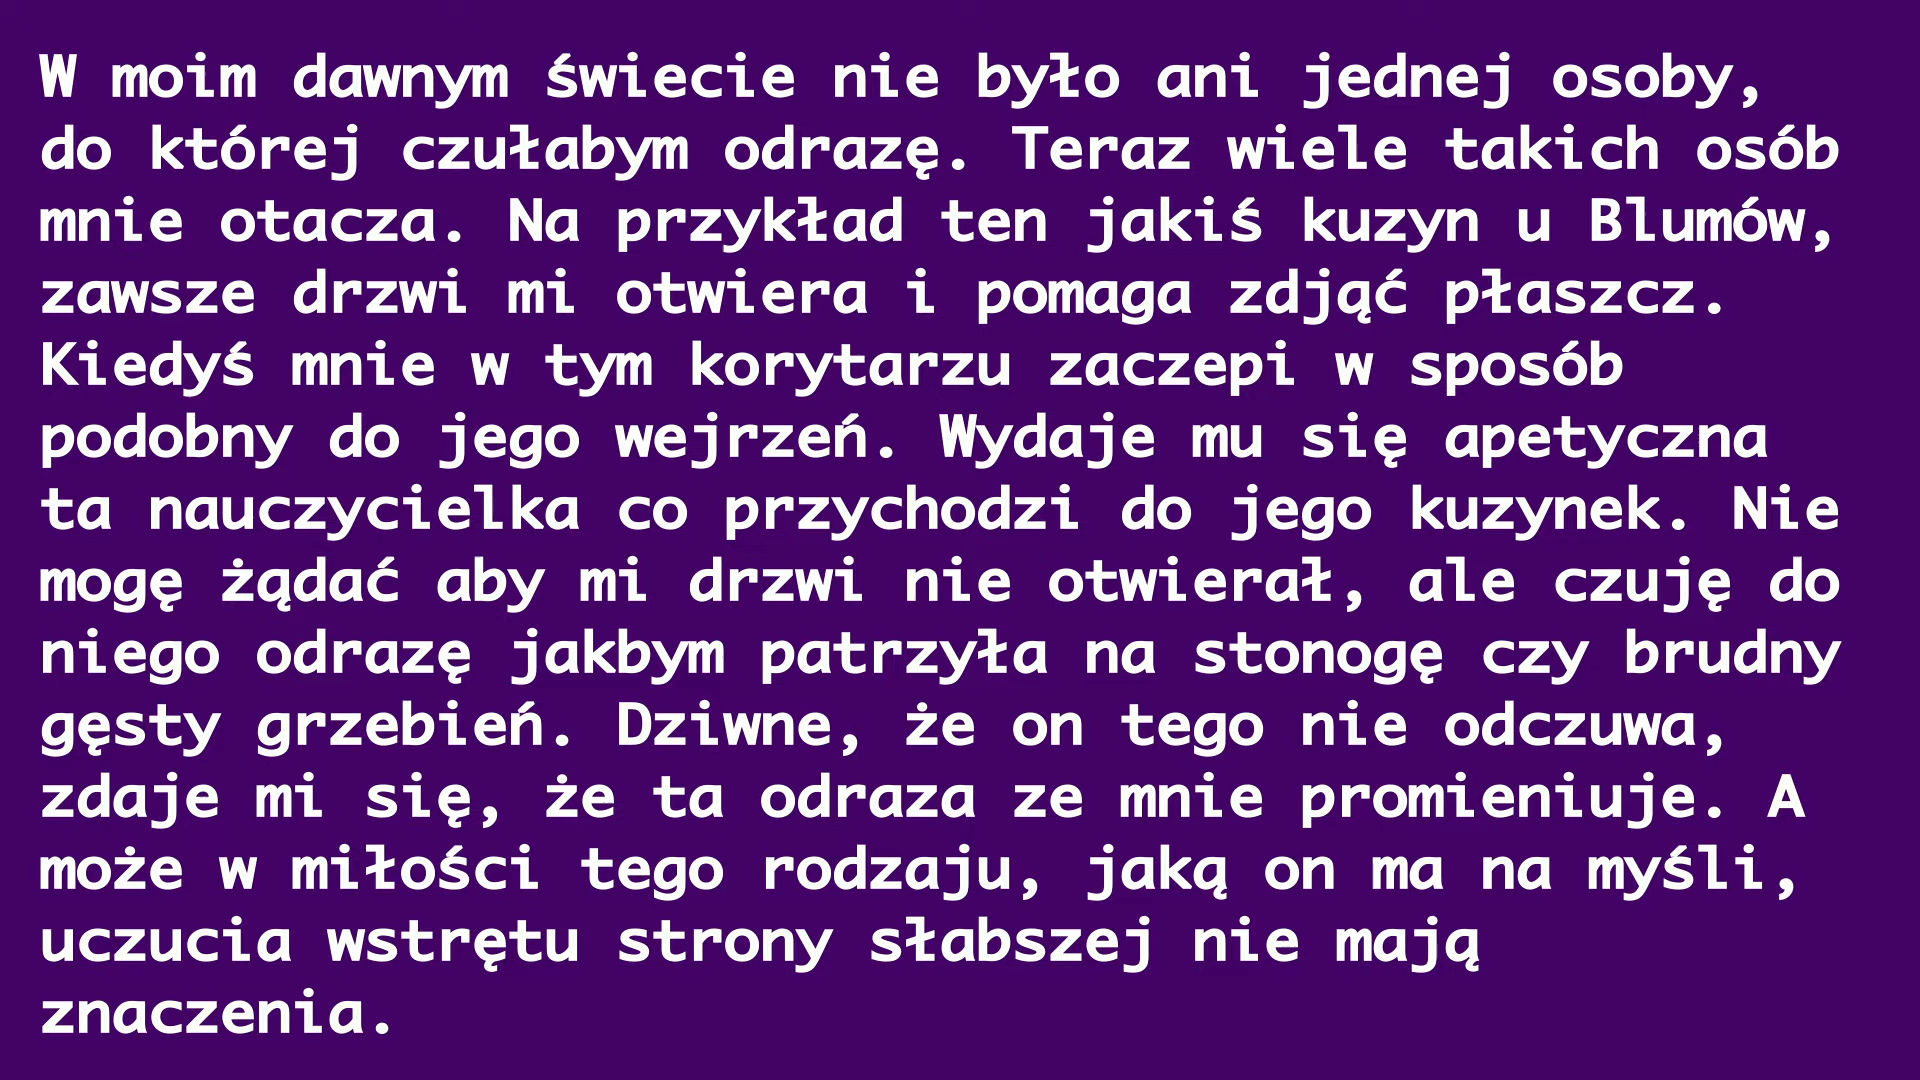 W moim dawnym świecie nie było ani jednej osoby,
do której czułabym odrazę. Teraz wiele takich osób
mnie otacza. Na przykład ten jakiś kuzyn u Blumów,
zawsze drzwi mi otwiera i pomaga zdjąć płaszcz.
Kiedyś mnie w tym korytarzu zaczepi w sposób
podobny do jego wejrzeń. Wydaje mu się apetyczna
ta nauczycielka co przychodzi do jego kuzynek. Nie
mogę żądać aby mi drzwi nie otwierał, ale czuję do
niego odrazę jakbym patrzyła na stonogę czy brudny
gęsty grzebień. Dziwne, że on tego nie odczuwa,
zdaje mi się, że ta odraza ze mnie promieniuje. A
może w miłości tego rodzaju, jaką on ma na myśli,
uczucia wstrętu strony słabszej nie mają
znaczenia.